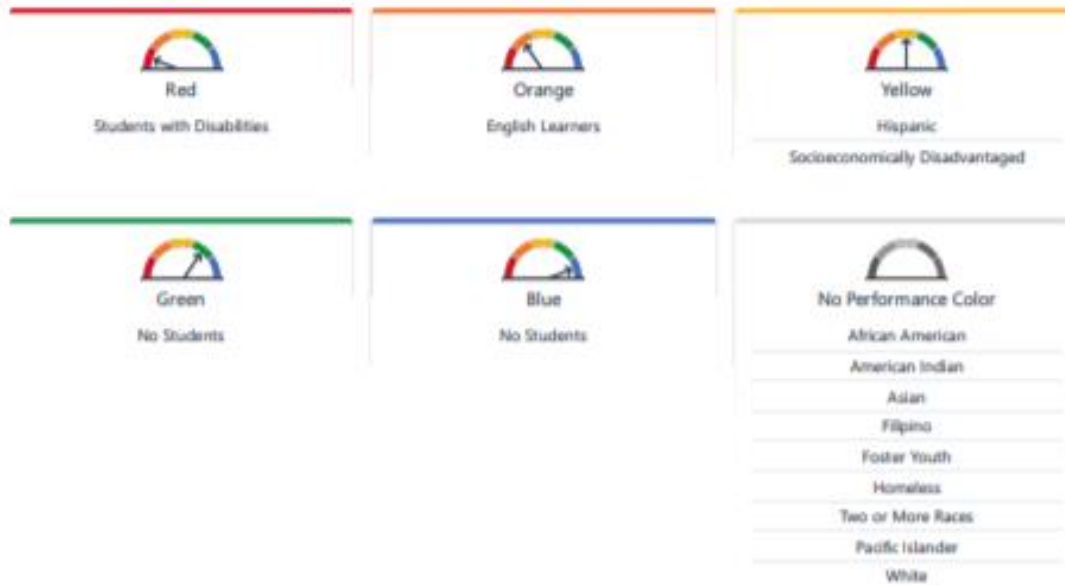 Red
Students with Disabilities
Orange
English Learners
Yellow
Hispanic
Socioeconomically Disadvantaged
Green
No Students
Blue
No Students
No Performance Color
African American
American Indian
Asian
Filipino
Foster Youth
Homeless
Two or More Races
Pacific Islander
White